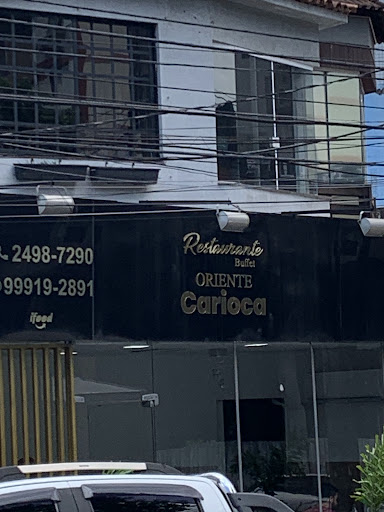 2498-7290
99919-2891
ifood
Restaurante
Buffet
ORIENTE
Carioca